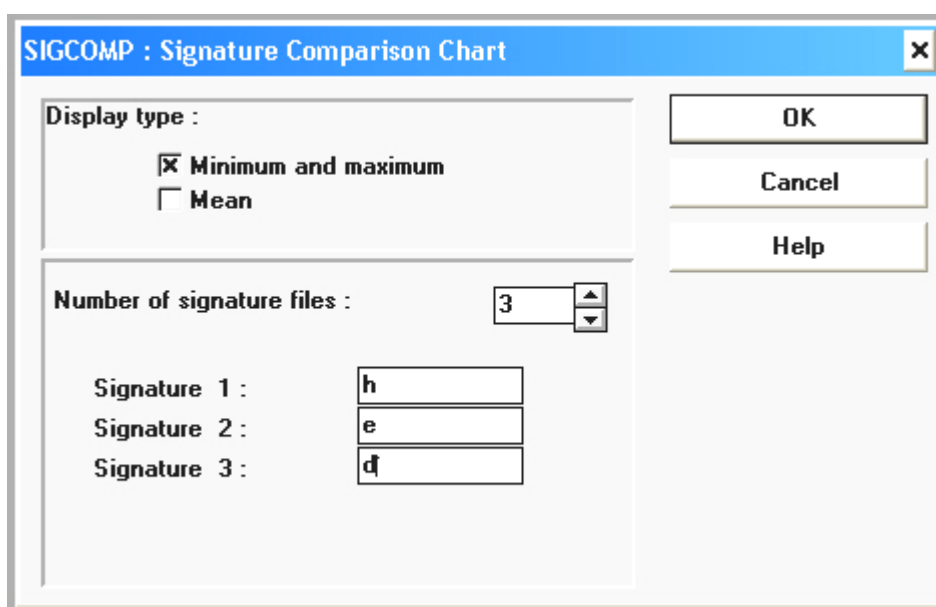 SIGCOMP : Signature Comparison Chart
Display type :
Minimum and maximum
Mean
OK
Cancel
Help
Number of signature files :
3
Signature 1 :
h
Signature 2 :
e
Signature 3 :
d